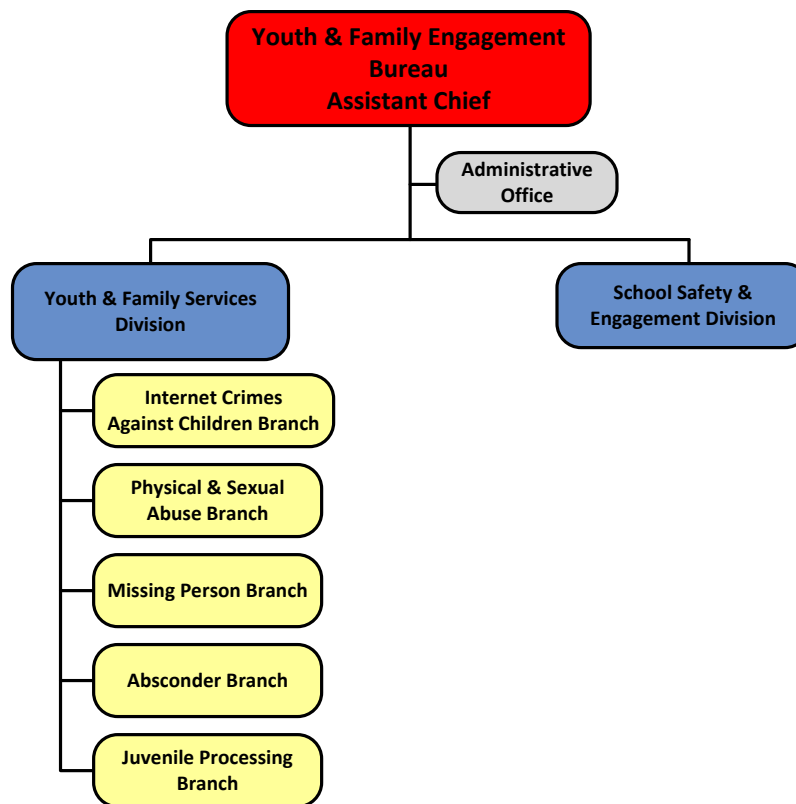 Youth & Family Engagement
Bureau
Assistant Chief
Administrative
Office
Youth & Family Services
Division
School Safety &
Engagement Division
Internet Crimes
Against Children Branch
Physical & Sexual
Abuse Branch
Missing Person Branch
Absconder Branch
Juvenile Processing
Branch